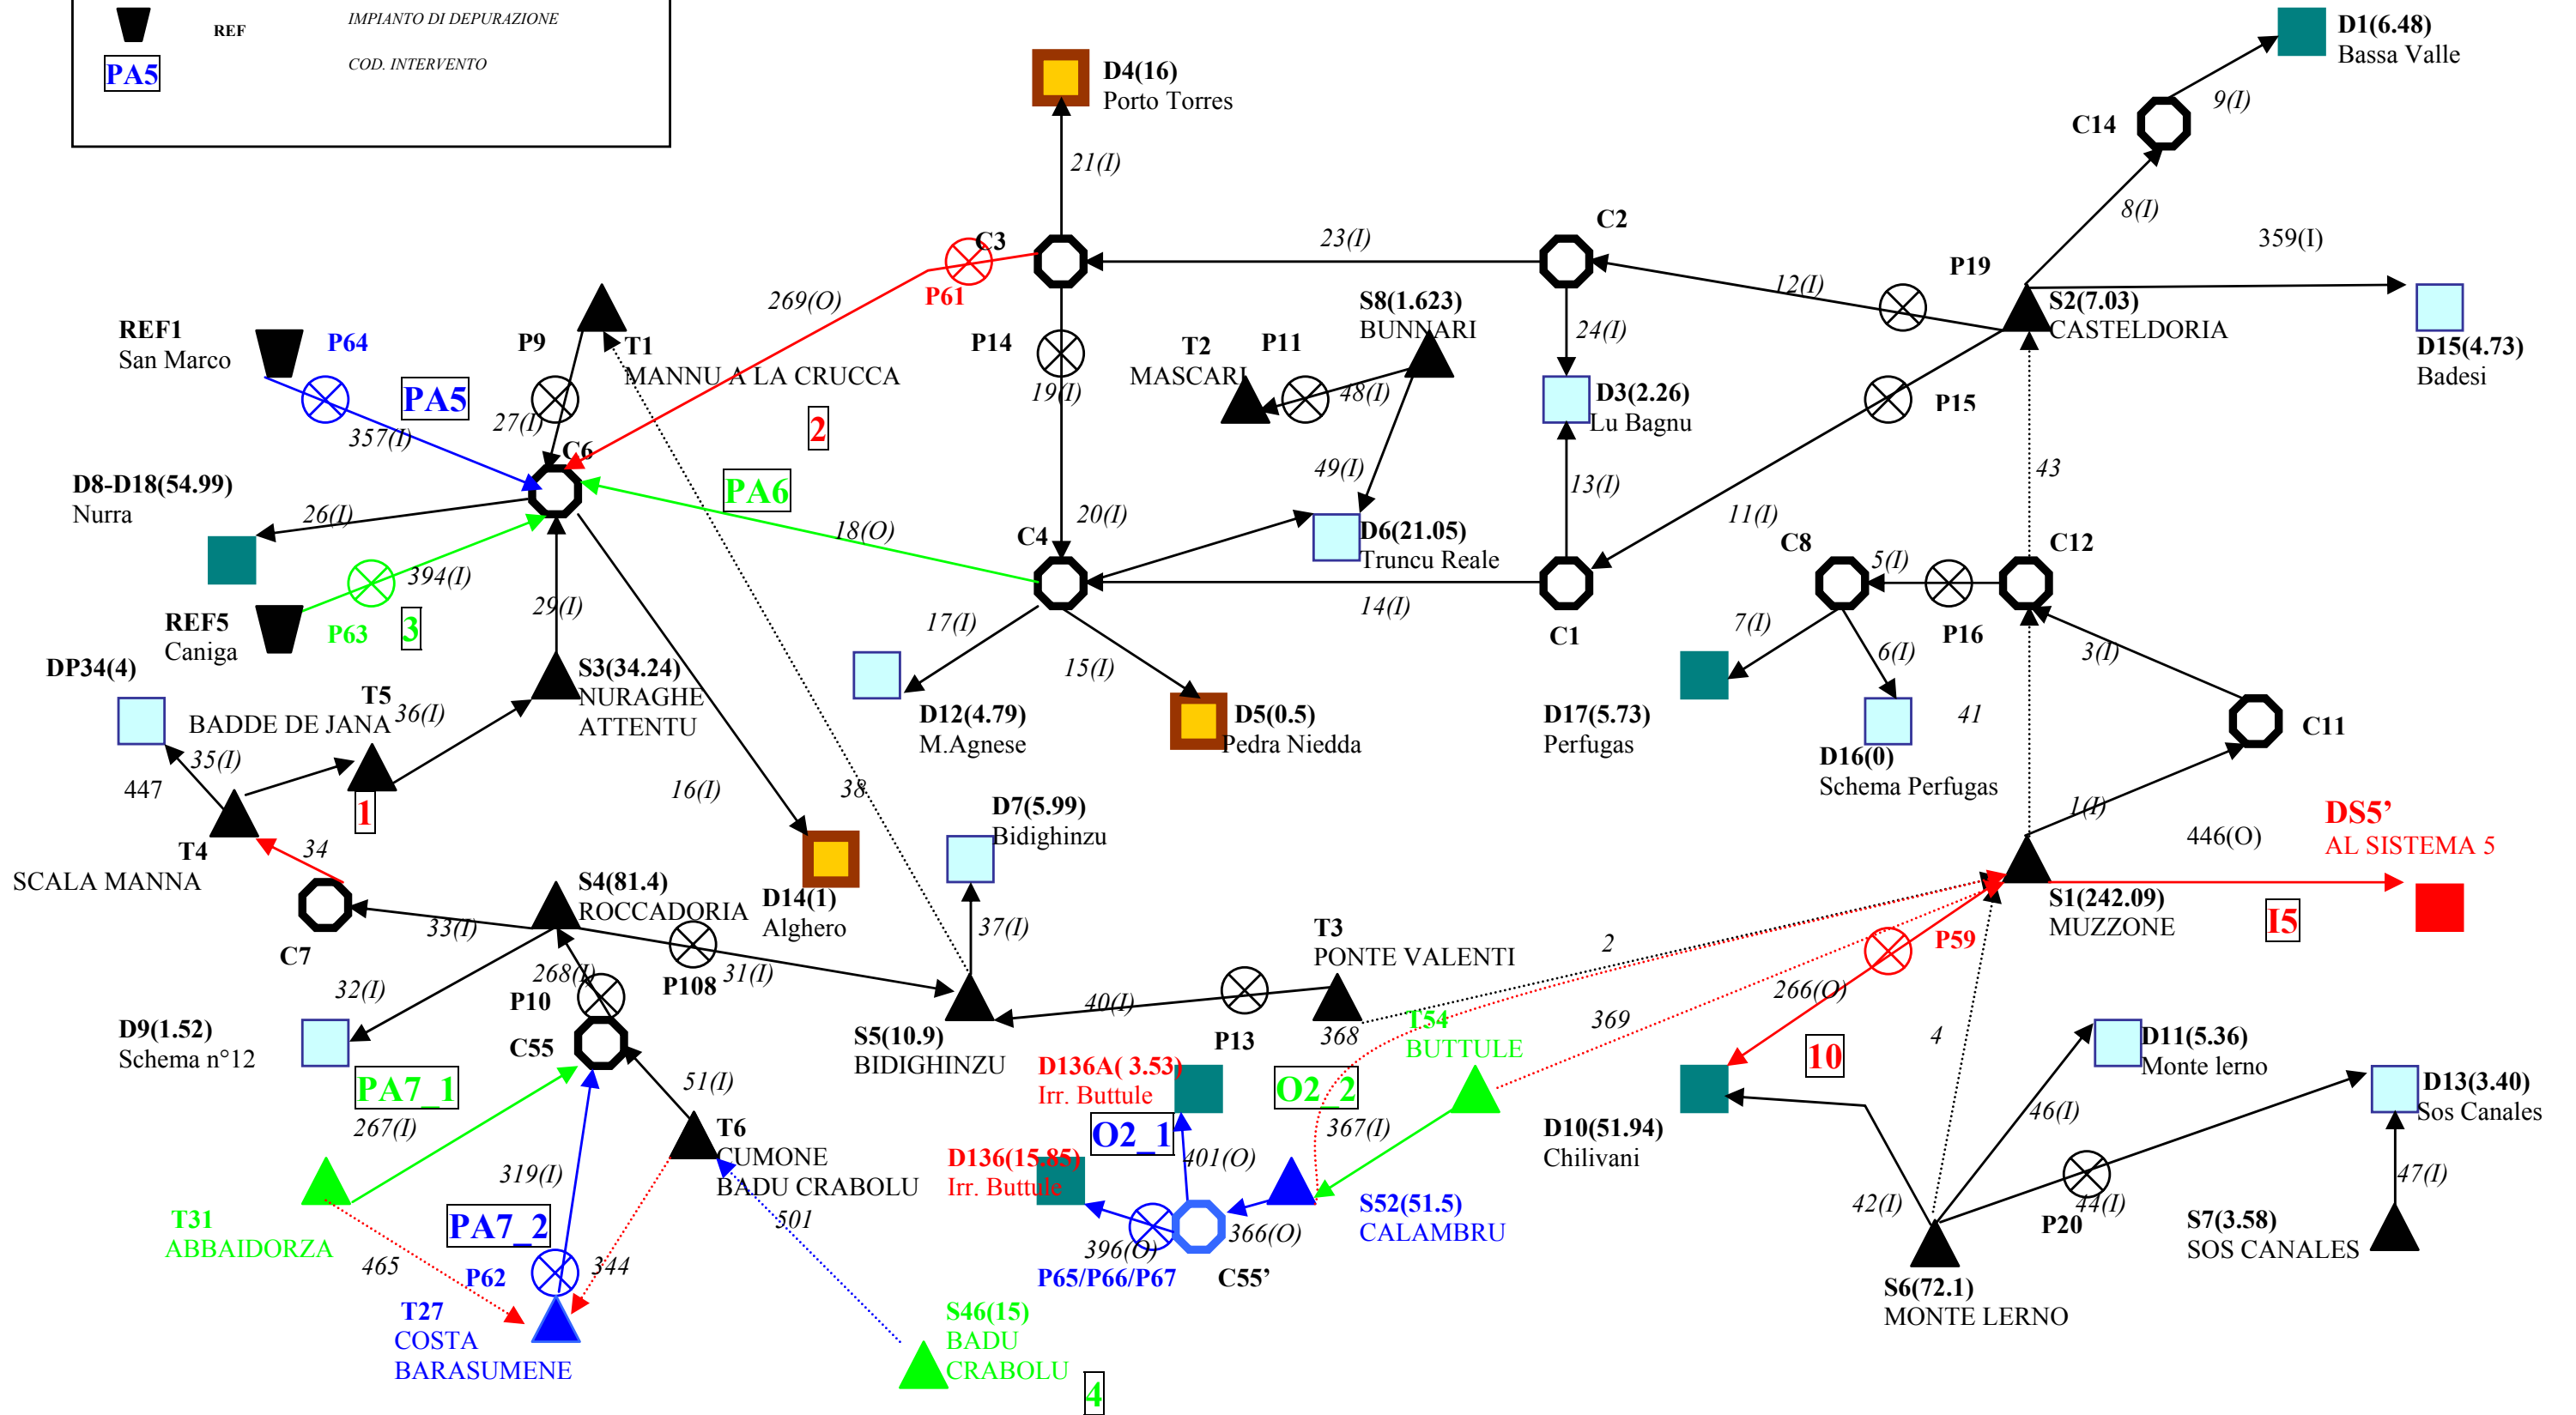 REF
IMPIANTO DI DEPURAZIONE
PA5
COD. INTERVENTO
D1(6.48)
Bassa Valle
9(I)
C14
8(I)
359(I)
D4(16)
Porto Torres
21(I)
C3
23(I)
C2
12(I)
P19
S2(7.03)
CASTELDORIA
D15(4.73)
Badesi
P61
269(O)
REF1
San Marco
P64
PA5
357(I)
P9
27(I)
T1
MANNU A LA CRUCCA
2
C6
P14
19(I)
T2
MASCARI
P11
48(I)
S8(1.623)
BUNNARI
24(I)
D3(2.26)
Lu Bagnu
P15
49(I)
13(I)
11(I)
43
D8-D18(54.99)
Nurra
26(I)
PA6
18(O)
20(I)
C4
D6(21.05)
Truncu Reale
14(I)
C1
C8
5(I)
P16
C12
REF5
Caniga
P63
394(I)
3
29(I)
17(I)
15(I)
7(I)
6(I)
3(I)
DP34(4)
T5
BADDE DE JANA
36(I)
35(I)
447
S3(34.24)
NURAGHE
ATTENTU
D12(4.79)
M.Agnese
D5(0.5)
Pedra Niedda
D17(5.73)
Perfugas
D16(0)
Schema Perfugas
41
C11
1
16(I)
38
D7(5.99)
Bidighinzu
1(I)
446(O)
DS5’
AL SISTEMA 5
T4
SCALA MANNA
34
C7
33(I)
S4(81.4)
ROCCADORIA
D14(1)
Alghero
37(I)
T3
PONTE VALENTI
2
P59
S1(242.09)
MUZZONE
I5
32(I)
268(I)
P10
P108
31(I)
40(I)
P13
368
369
266(O)
10
4
D9(1.52)
Schema n°12
C55
S5(10.9)
BIDIGHINZU
T54
BUTTULE
D11(5.36)
Monte lerno
D13(3.40)
Sos Canales
PA7_1
267(I)
51(I)
D136A( 3.53)
Irr. Buttule
O2_2
367(I)
O2_1
401(O)
D10(51.94)
Chilivani
46(I)
T6
CUMONE
BADU CRABOLU
319(I)
D136(15.85)
Irr. Buttule
S52(51.5)
CALAMBRU
42(I)
P20
44(I)
47(I)
S7(3.58)
SOS CANALES
T31
ABBAIDORZA
PA7_2
501
465
P62
344
396(O)
366(O)
P65/P66/P67
C55’
S6(72.1)
MONTE LERNO
T27
COSTA
BARASUMENE
S46(15)
BADU
CRABOLU
4